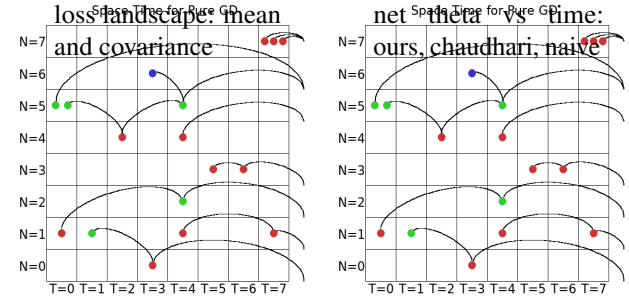 loss landscape: mean
and covariance
Space Time for Pure GD
N=7
N=6
N=5
N=4
N=3
N=2
N=1
N=0
T=0 T=1 T=2 T=3 T=4 T=5 T=6 T=7
net theta vs time:
ours, chaudhari, naive
Space Time for Pure GD
N=7
N=6
N=5
N=4
N=3
N=2
N=1
N=0
T=0 T=1 T=2 T=3 T=4 T=5 T=6 T=7